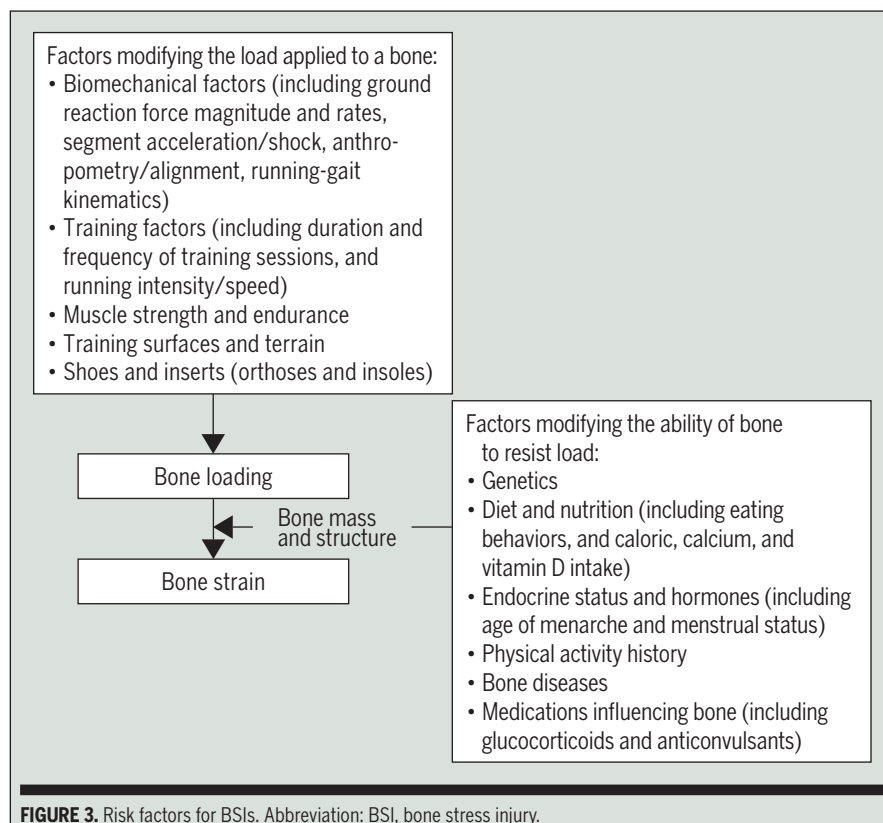 Factors modifying the load applied to a bone:
• Biomechanical factors (including ground
reaction force magnitude and rates,
segment acceleration/shock, anthro-
pometry/alignment, running-gait
kinematics)
• Training factors (including duration and
frequency of training sessions, and
running intensity/speed)
• Muscle strength and endurance
• Training surfaces and terrain
• Shoes and inserts (orthoses and insoles)
Bone loading
Bone mass
and structure
Bone strain
Factors modifying the ability of bone
to resist load:
• Genetics
• Diet and nutrition (including eating
behaviors, and caloric, calcium, and
vitamin D intake)
• Endocrine status and hormones (including
age of menarche and menstrual status)
• Physical activity history
• Bone diseases
• Medications influencing bone (including
glucocorticoids and anticonvulsants)
FIGURE 3. Risk factors for BSIs. Abbreviation: BSI, bone stress injury.